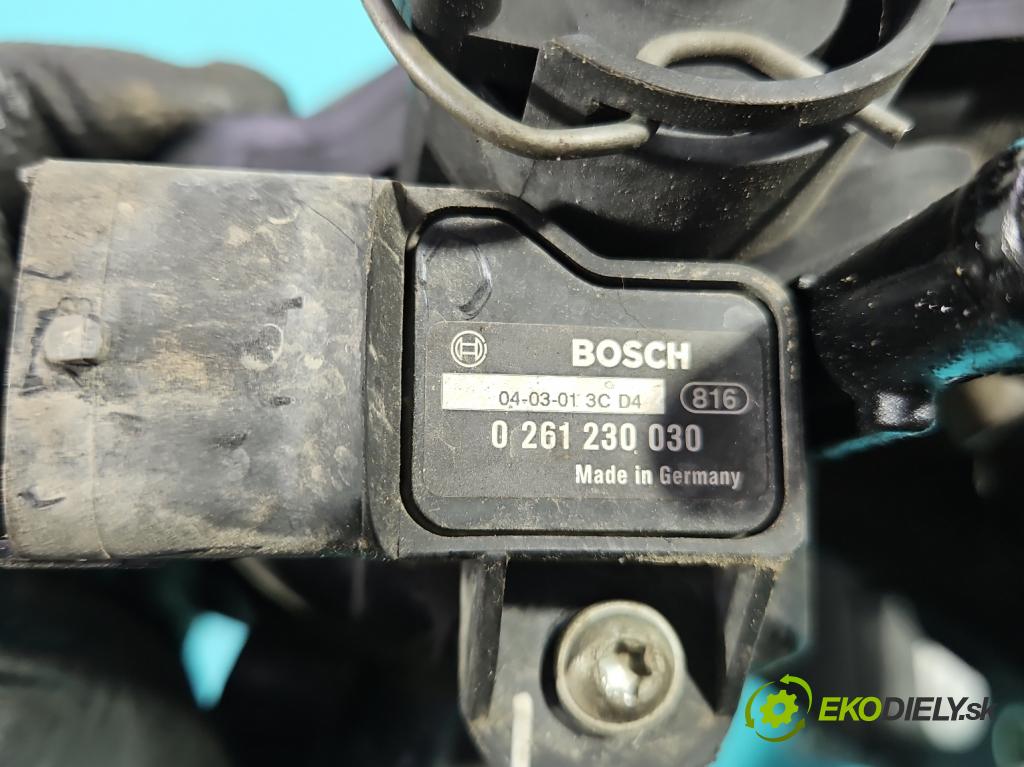 BOSCH
04-03-01 3C D4
816
0 261 230 030
Made in Germany
EKODIELY.sk